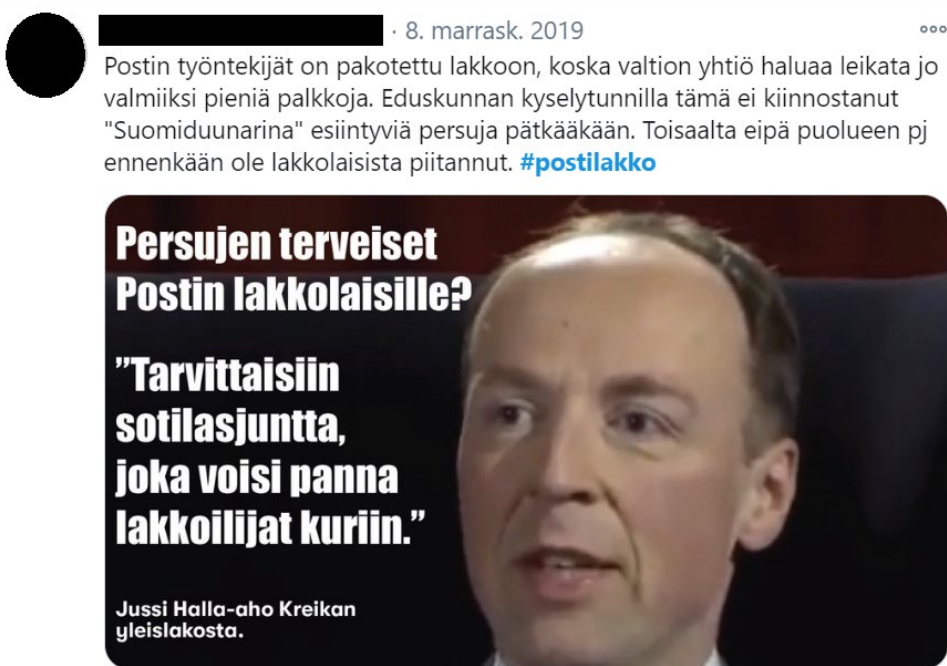 · 8. marrask. 2019
Postin työntekijät on pakotettu lakkoon, koska valtion yhtiö haluaa leikata jo
valmiiksi pieniä palkkoja. Eduskunnan kyselytunnilla tämä ei kiinnostanut
"Suomiduunarina" esiintyviä persuja pätkääkään. Toisaalta eipä puolueen pj
ennenkään ole lakkolaisista piitannut. #postilakko
Persujen terveiset
Postin lakkolaisille?
”Tarvittaisiin
sotilasjuntta,
joka voisi panna
lakkoilijat kuriin.”
Jussi Halla-aho Kreikan
yleislakosta.